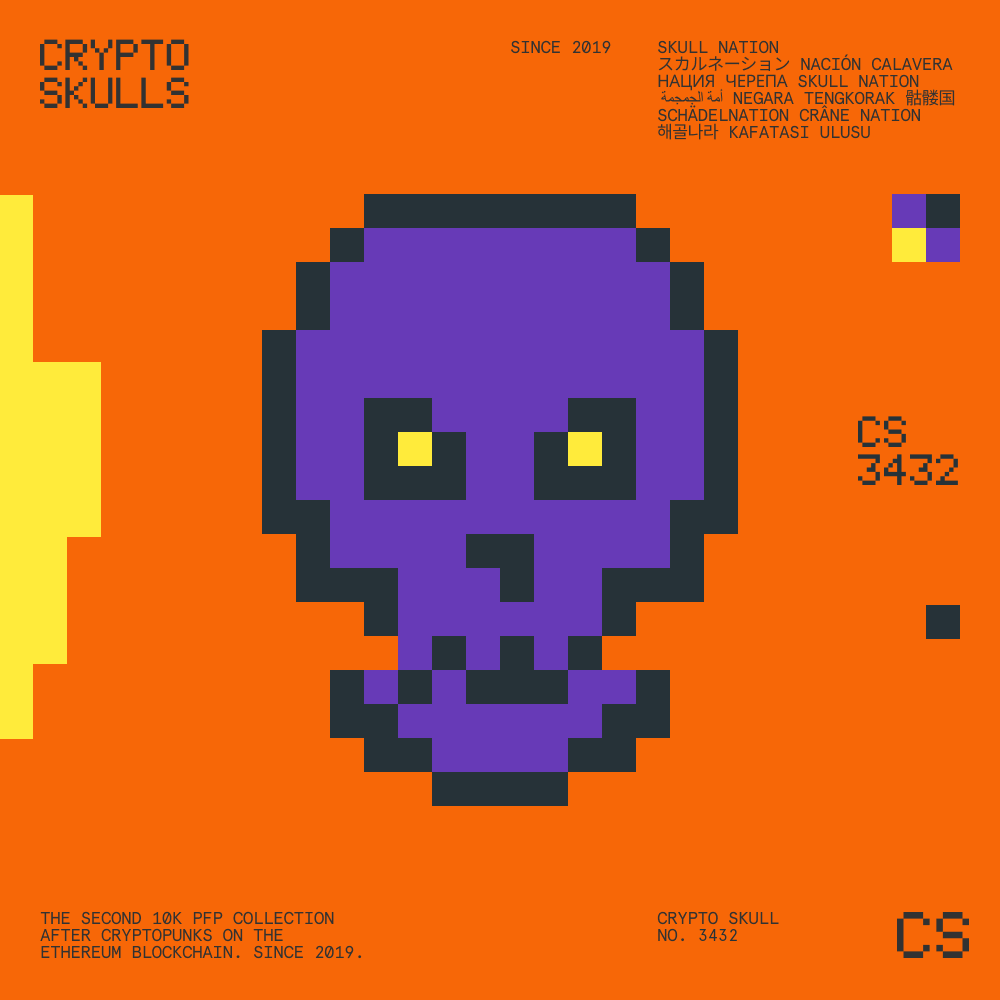 CRYPTO
SKULLS
SINCE 2019
SKULL NATION
スカルネーション NACIÓN CALAVERA
НАЦИЯ ЧЕРЕПА SKULL NATION
أمة الجمجمة NEGARA TENGKORAK 骷髅国
SCHÄDELNATION CRÂNE NATION
해골나라 KAFATASI ULUSU
CS
3432
THE SECOND 10K PFP COLLECTION
AFTER CRYPTOPUNKS ON THE
ETHEREUM BLOCKCHAIN. SINCE 2019.
CRYPTO SKULL
NO. 3432
CS